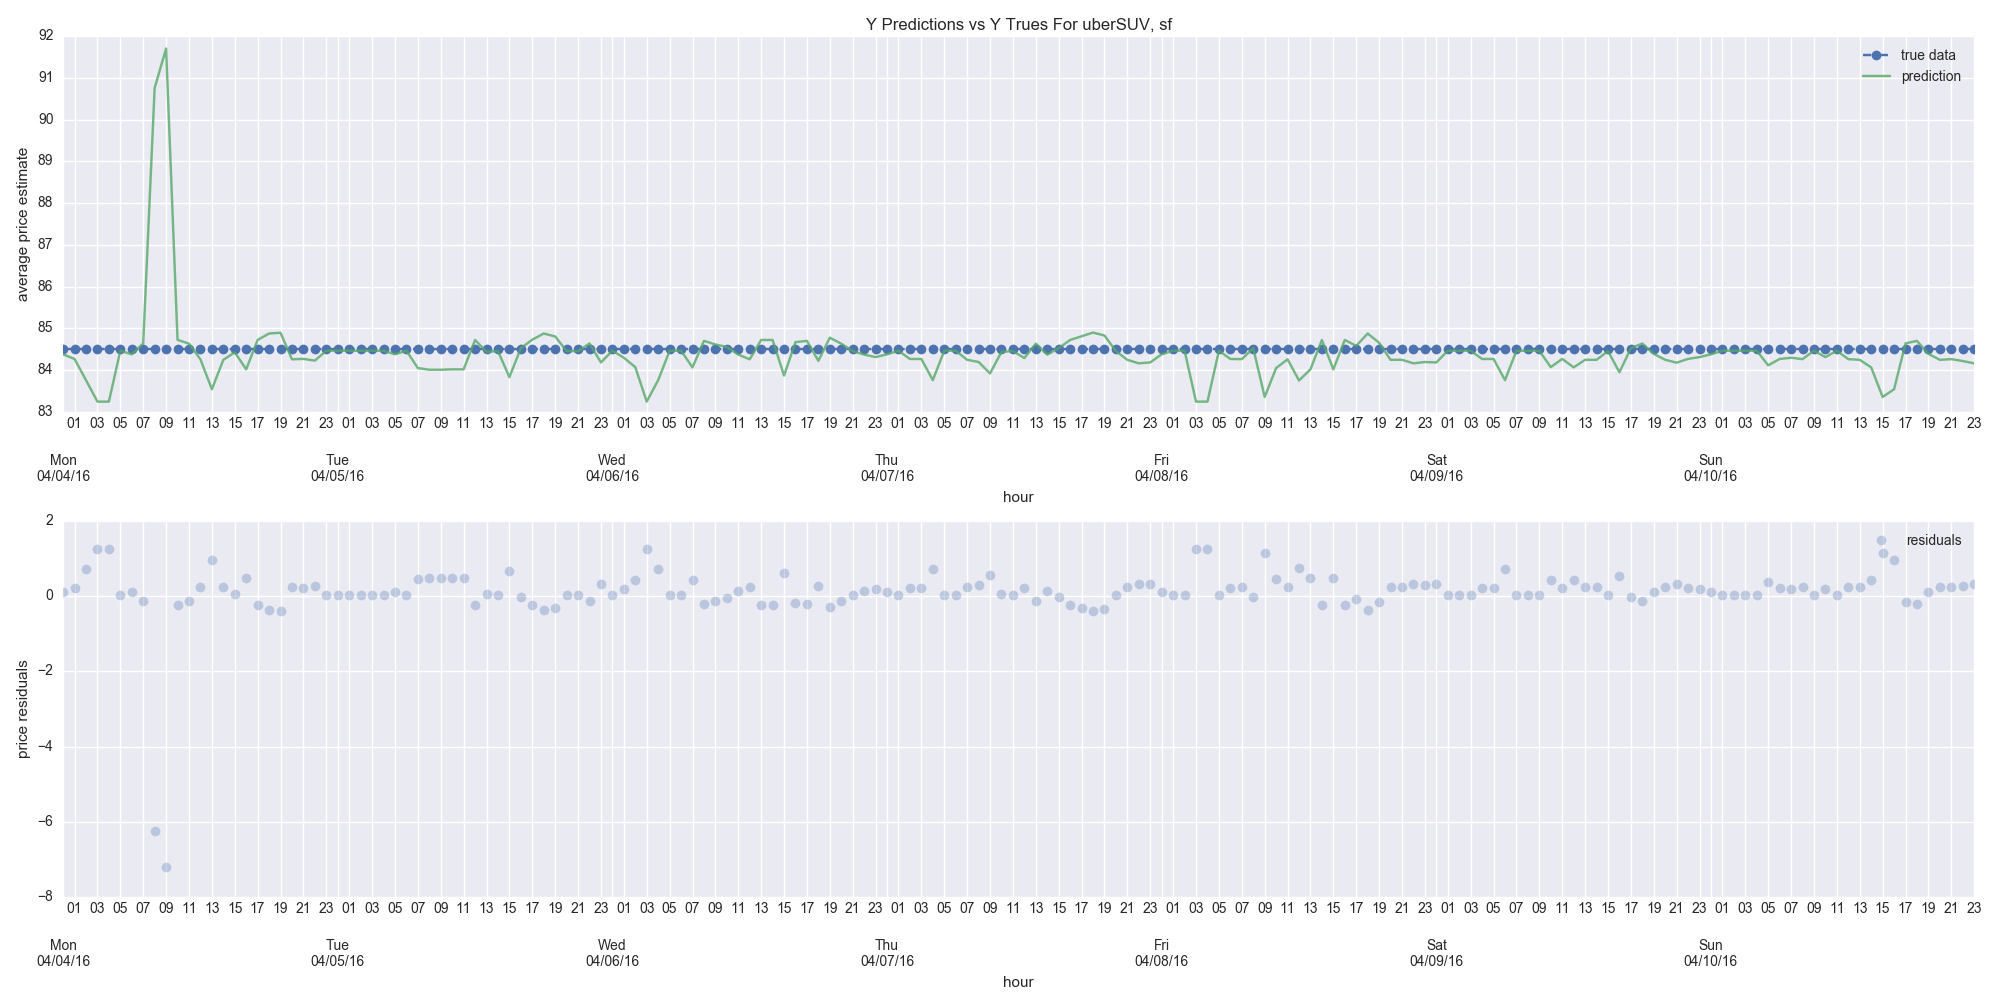 Y Predictions vs Y Trues For uberSUV, sf
92
91
90
89
88
87
86
85
84
83
average price estimate
true data
prediction
01 03 05 07 09 11 13 15 17 19 21 23 01 03 05 07 09 11 13 15 17 19 21 23 01 03 05 07 09 11 13 15 17 19 21 23 01 03 05 07 09 11 13 15 17 19 21 23 01 03 05 07 09 11 13 15 17 19 21 23 01 03 05 07 09 11 13 15 17 19 21 23 01 03 05 07 09 11 13 15 17 19 21 23
Mon Tue Wed Thu Fri Sat Sun
04/04/16 04/05/16 04/06/16 04/07/16 04/08/16 04/09/16 04/10/16
hour
2
0
−2
−4
−6
−8
price residuals
residuals
01 03 05 07 09 11 13 15 17 19 21 23 01 03 05 07 09 11 13 15 17 19 21 23 01 03 05 07 09 11 13 15 17 19 21 23 01 03 05 07 09 11 13 15 17 19 21 23 01 03 05 07 09 11 13 15 17 19 21 23 01 03 05 07 09 11 13 15 17 19 21 23 01 03 05 07 09 11 13 15 17 19 21 23
Mon Tue Wed Thu Fri Sat Sun
04/04/16 04/05/16 04/06/16 04/07/16 04/08/16 04/09/16 04/10/16
hour